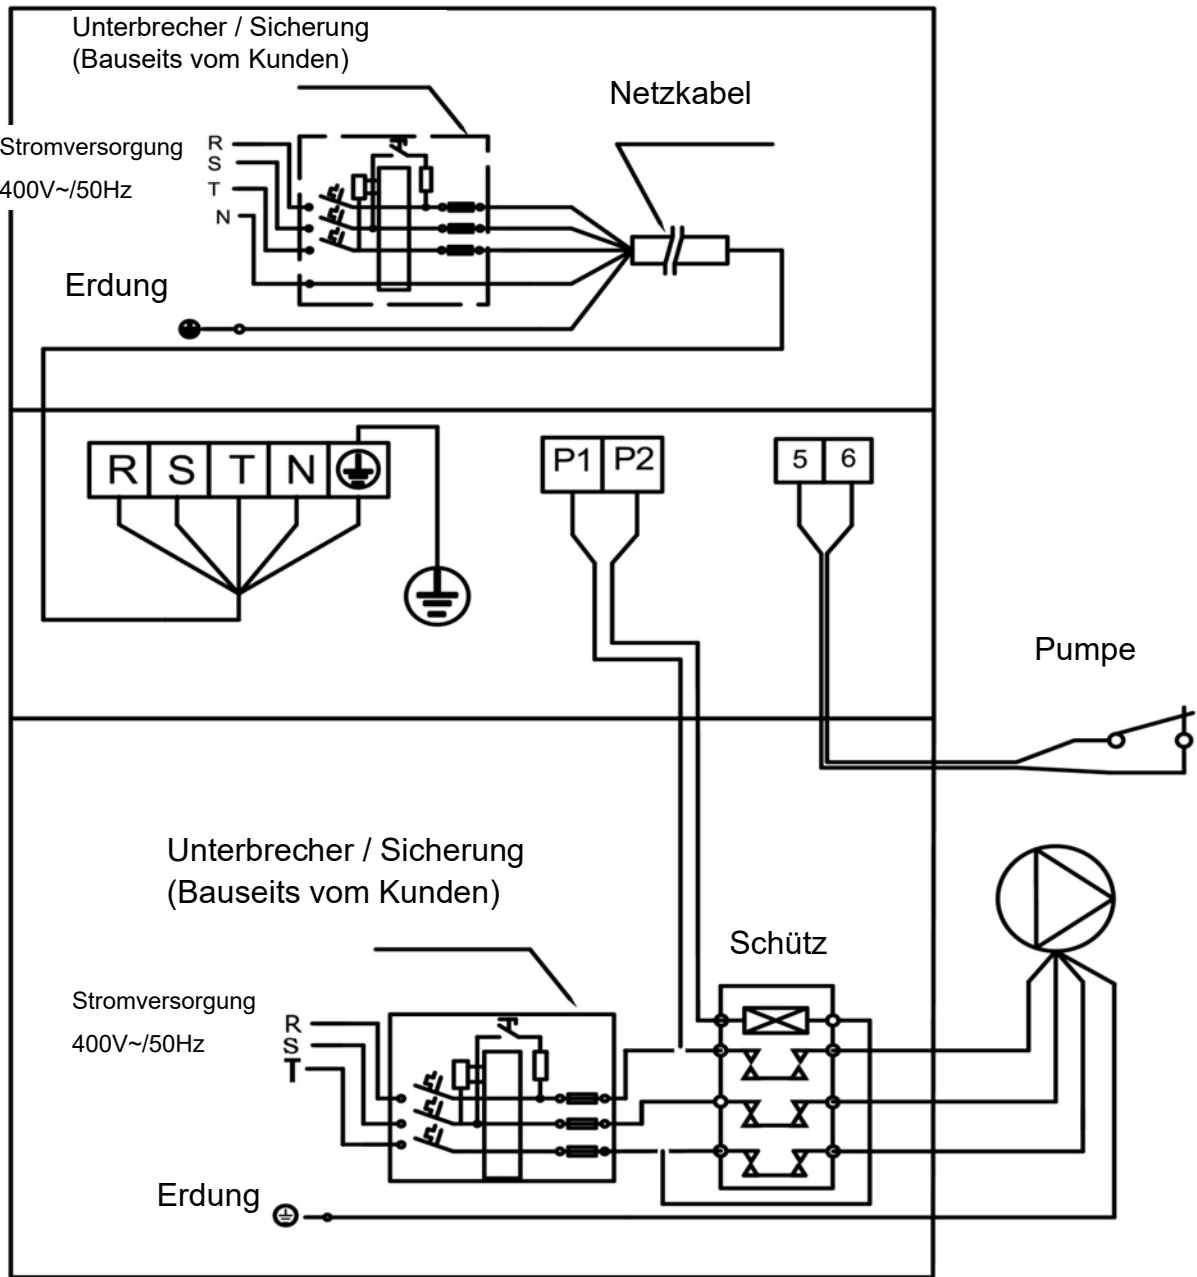 Unterbrecher / Sicherung
(Bauseits vom Kunden)
Netzkabel
Stromversorgung
400V~/50Hz
R
S
T
N
Erdung
R S T N
P1 P2
5 6
Pumpe
Unterbrecher / Sicherung
(Bauseits vom Kunden)
Schütz
Stromversorgung
400V~/50Hz
R
S
T
Erdung